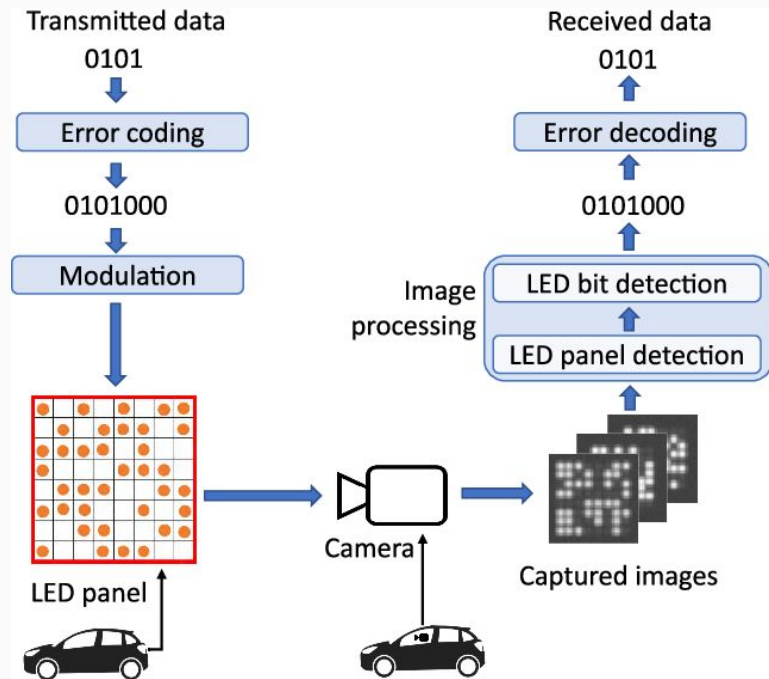 Transmitted data
0101
Error coding
0101000
Modulation
LED panel
Camera
Captured images
Image
processing
LED panel detection
LED bit detection
0101000
Error decoding
0101
Received data